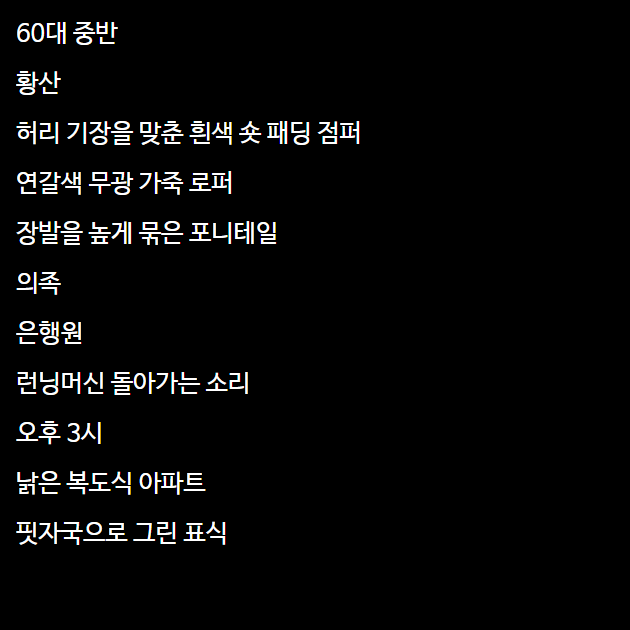 60대 중반
황산
허리 기장을 맞춘 흰색 숏 패딩 점퍼
연갈색 무광 가죽 로퍼
장발을 높게 묶은 포니테일
의족
은행원
런닝머신 돌아가는 소리
오후 3시
낡은 복도식 아파트
핏자국으로 그린 표식